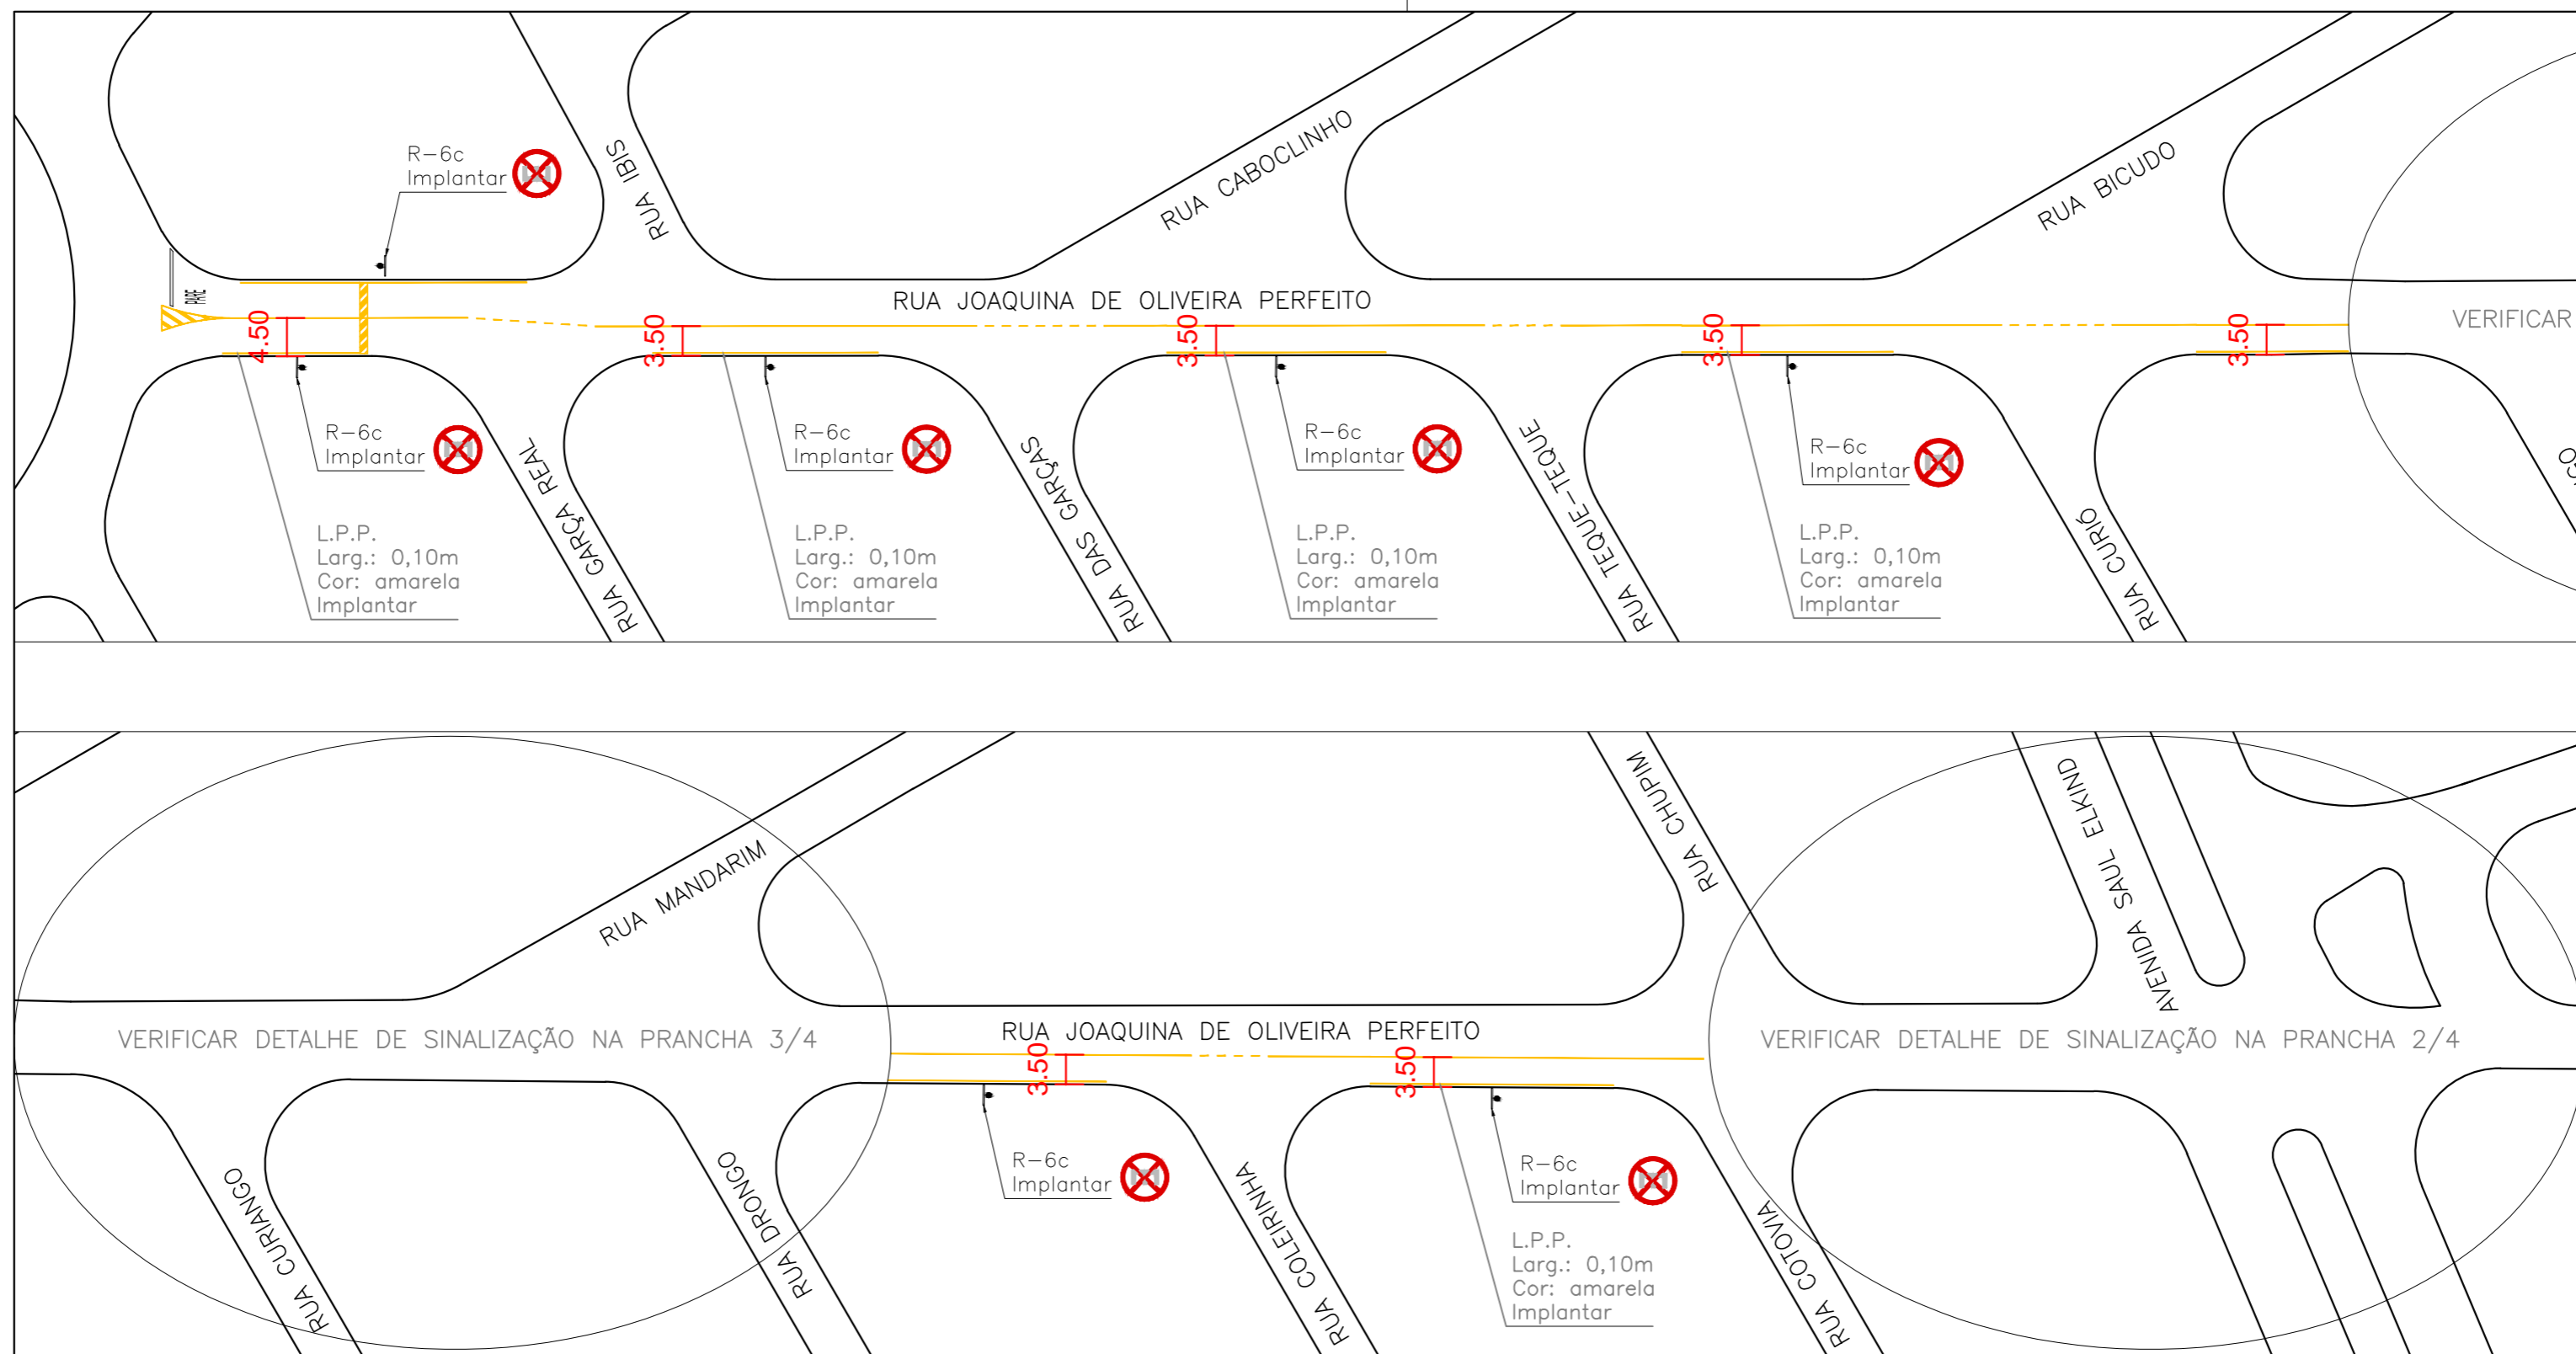 R-6c
Implantar
RUA IBIS
RUA CABOCLINHO
RUA BICUDO
PARE
RUA JOAQUINA DE OLIVEIRA PERFEITO
VERIFICAR
4.50
3.50
3.50
3.50
3.50
R-6c
Implantar
R-6c
Implantar
R-6c
Implantar
R-6c
Implantar
RUA GARÇA REAL
RUA DAS GARÇAS
RUA TEQUE-TEQUE
RUA CURIÓ
L.P.P.
Larg.: 0,10m
Cor: amarela
Implantar
L.P.P.
Larg.: 0,10m
Cor: amarela
Implantar
L.P.P.
Larg.: 0,10m
Cor: amarela
Implantar
L.P.P.
Larg.: 0,10m
Cor: amarela
Implantar
RUA MANDARIM
RUA CHUPIM
AVENIDA SAUL ELKIND
VERIFICAR DETALHE DE SINALIZAÇÃO NA PRANCHA 3/4
RUA JOAQUINA DE OLIVEIRA PERFEITO
VERIFICAR DETALHE DE SINALIZAÇÃO NA PRANCHA 2/4
3.50
3.50
R-6c
Implantar
R-6c
Implantar
RUA CURIANGO
RUA DRONGO
RUA COLEIRINHA
RUA COTOVIA
L.P.P.
Larg.: 0,10m
Cor: amarela
Implantar